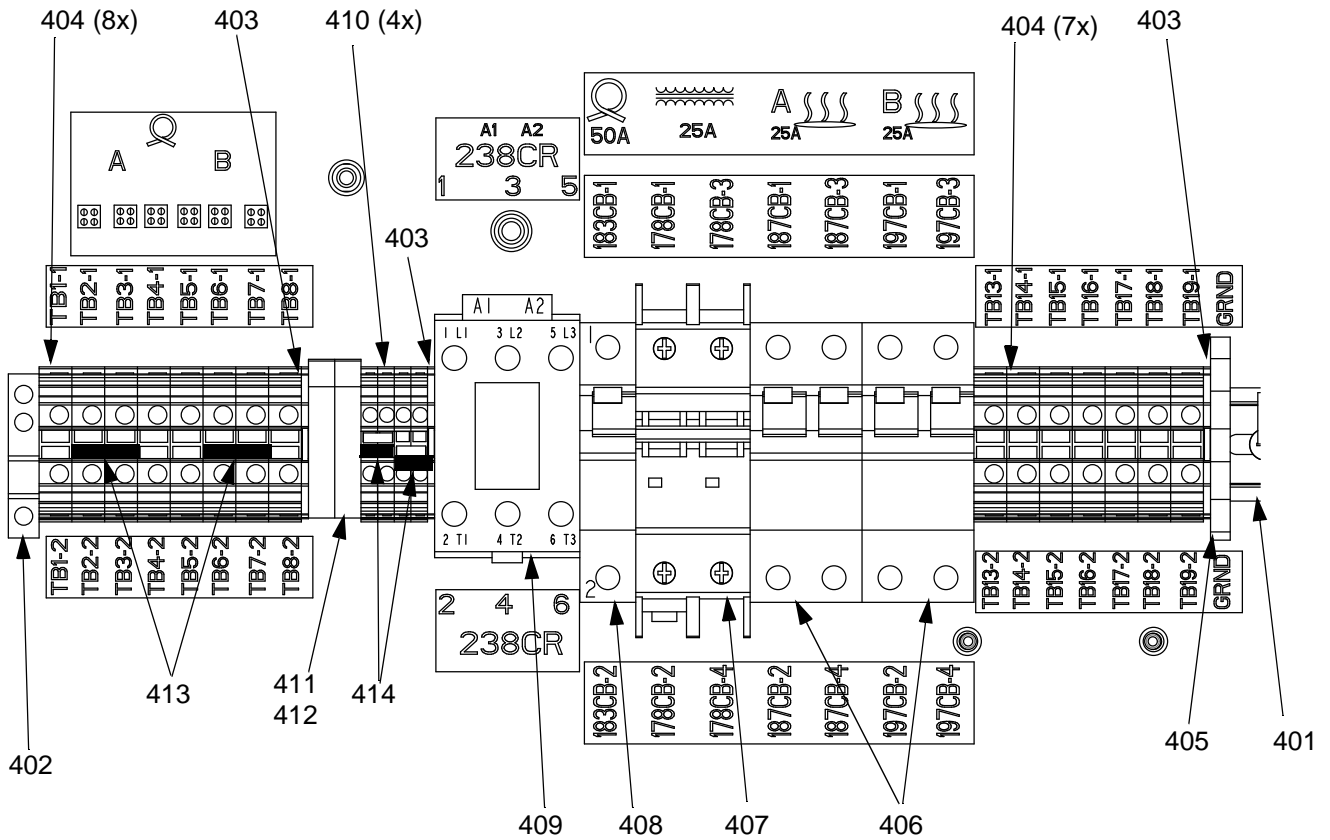 404 (8x) 403 410 (4x) 404 (7x) 403
A B
A1 A2
238CR
1 3 5
50A 25A A 25A B 25A
183CB-1 178CB-1 178CB-3 187CB-1 187CB-3 197CB-1 197CB-3
403
TB1-1 TB2-1 TB3-1 TB4-1 TB5-1 TB6-1 TB7-1 TB8-1
TB13-1 TB14-1 TB15-1 TB16-1 TB17-1 TB18-1 TB19-1 GRND
A1 A2
1 L1 3 L2 5 L3
1
2 T1 4 T2 6 T3
2
TB1-2 TB2-2 TB3-2 TB4-2 TB5-2 TB6-2 TB7-2 TB8-2
TB13-2 TB14-2 TB15-2 TB16-2 TB17-2 TB18-2 TB19-2 GRND
2 4 6
238CR
183CB-2 178CB-2 178CB-4 187CB-2 187CB-4 197CB-2 197CB-4
413 411 414
412
402 405 401
409 408 407 406